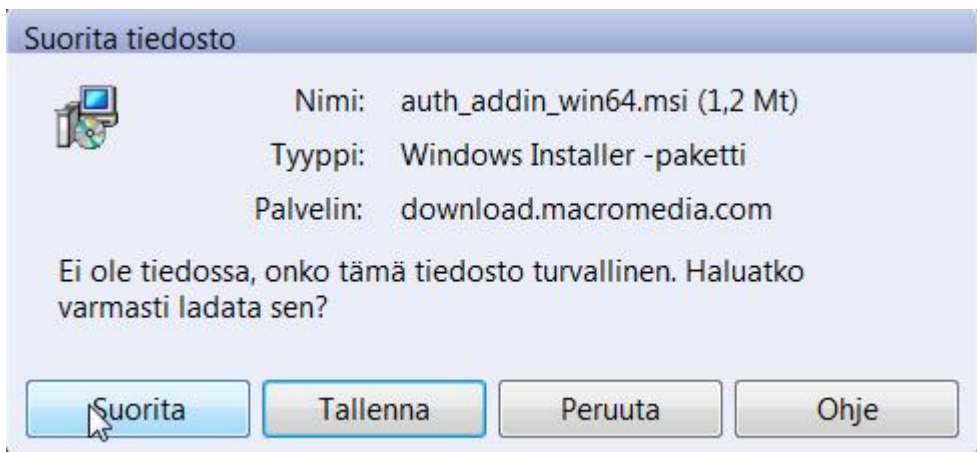 Suorita tiedosto
Nimi: auth_addin_win64.msi (1,2 Mt)
Tyyppi: Windows Installer -paketti
Palvelin: download.macromedia.com
Ei ole tiedossa, onko tämä tiedosto turvallinen. Haluatko
varmasti ladata sen?
Suorita Tallenna Peruuta Ohje